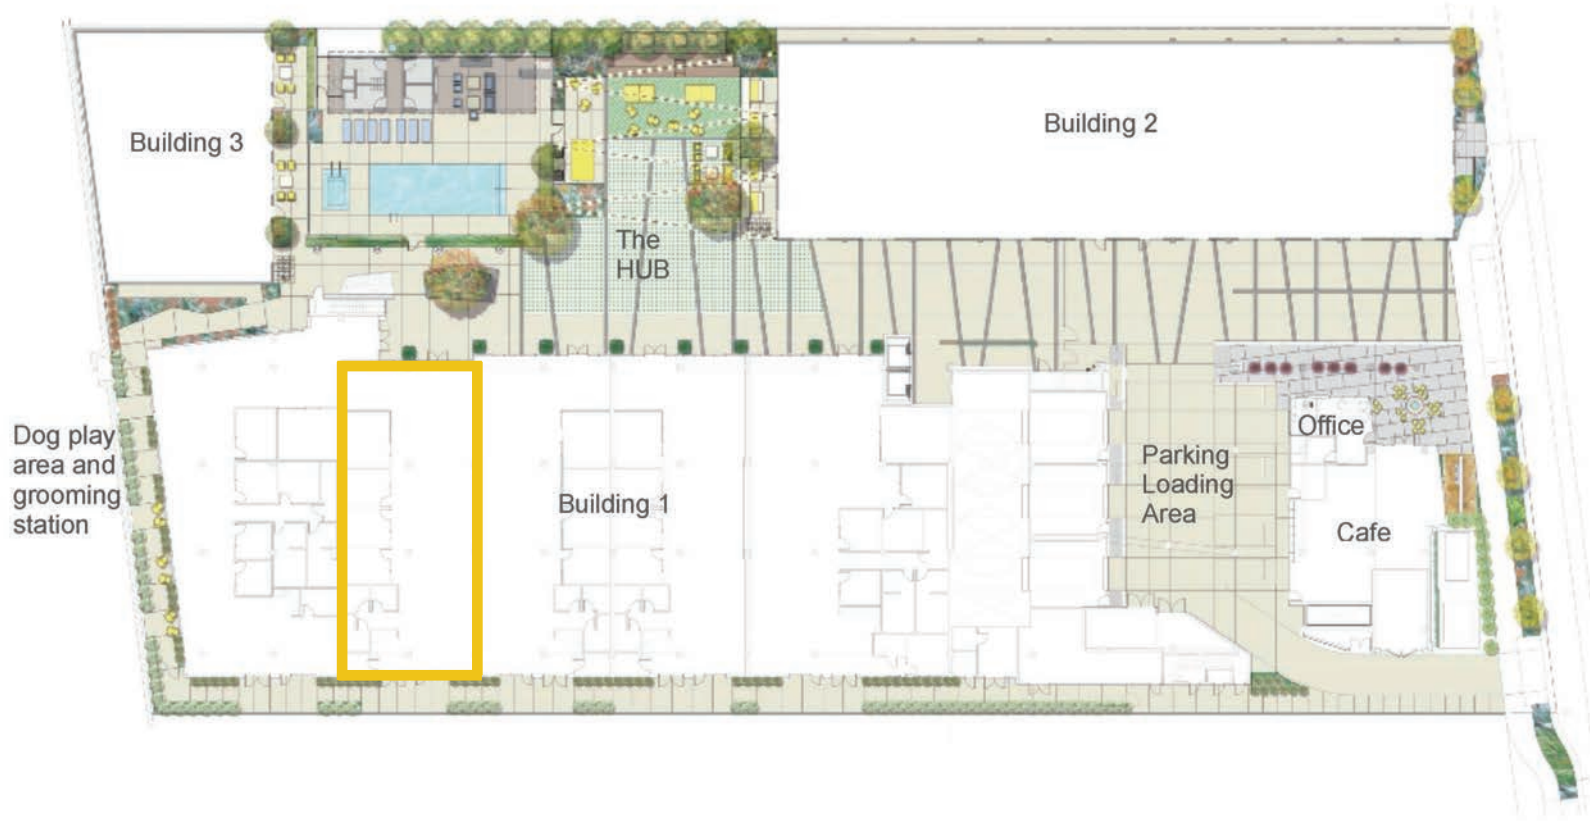 Building 3
Building 2
The
HUB
Dog play
area and
grooming
station
Building 1
Parking
Loading
Area
Office
Cafe